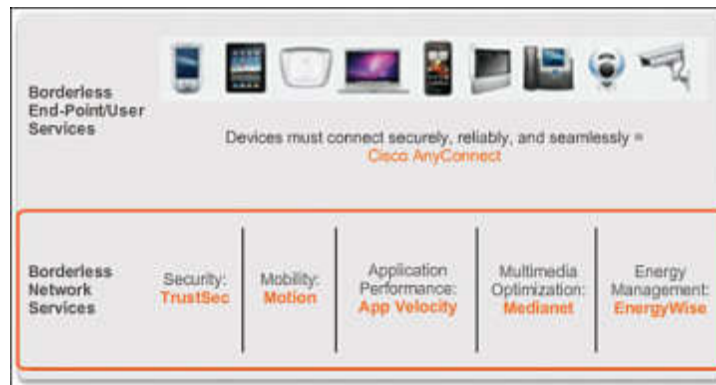 Borderless
End-Point/User
Services
Devices must connect securely, reliably, and seamlessly =
Cisco AnyConnect
Borderless
Network
Services
Security:
TrustSec
Mobility:
Motion
Application
Performance:
App Velocity
Multimedia
Optimization:
Medianet
Energy
Management:
EnergyWise